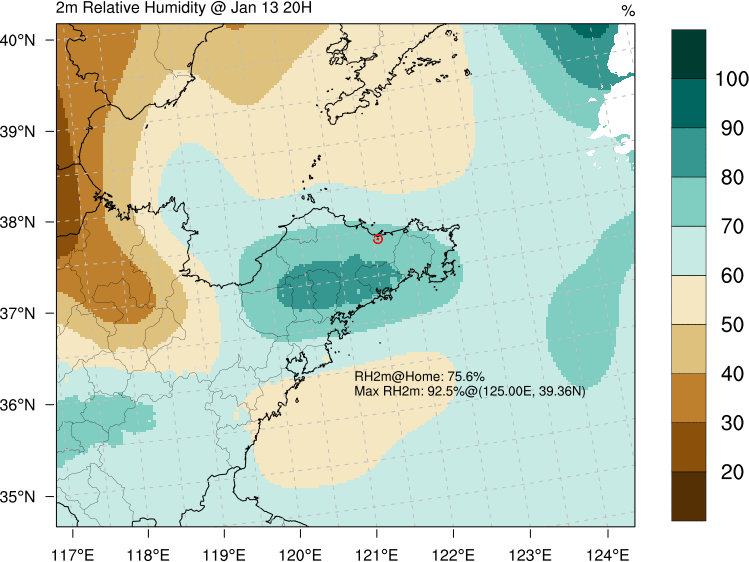 2m Relative Humidity @ Jan 13 20H
%
40°N
39°N
38°N
37°N
36°N
35°N
117°E 118°E 119°E 120°E 121°E 122°E 123°E 124°E
RH2m@Home: 75.6%
Max RH2m: 92.5%@(125.00E, 39.36N)
100
90
80
70
60
50
40
30
20